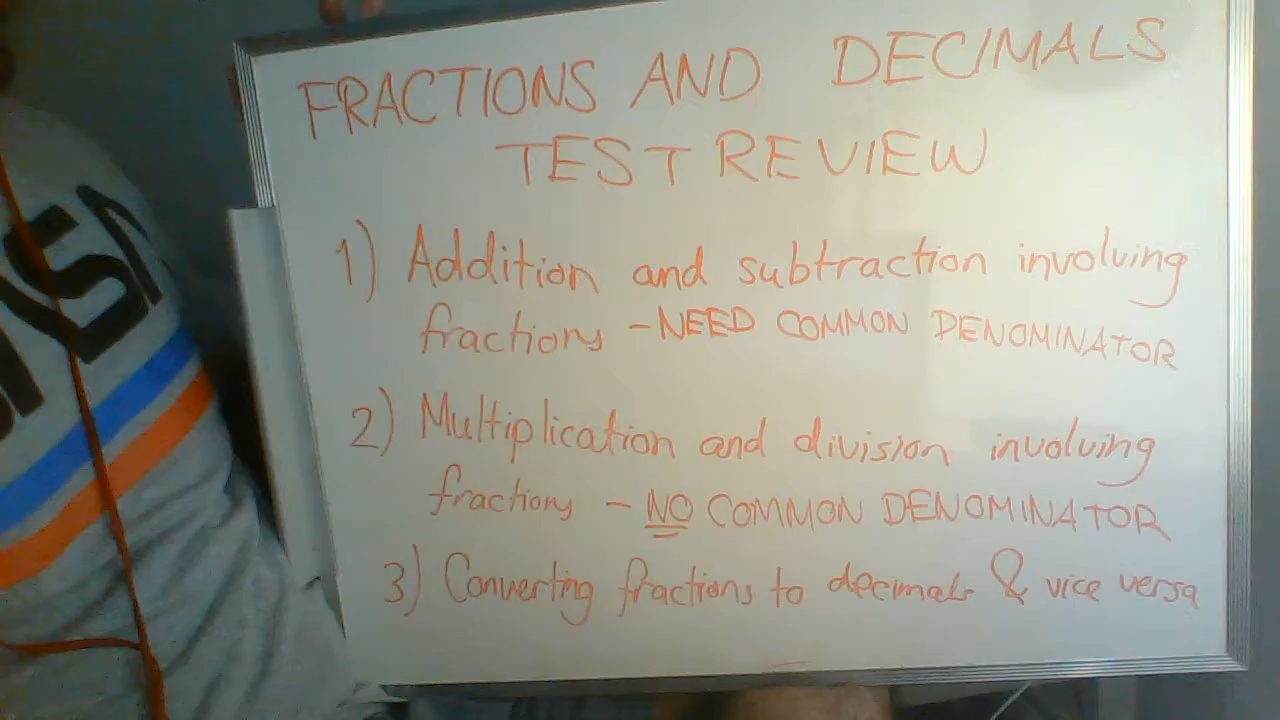 FRACTIONS AND DECIMALS
TEST REVIEW
1) Addition and subtraction involving
fractions - NEED COMMON DENOMINATOR
2) Multiplication and division involving
fractions - NO COMMON DENOMINATOR
3) Converting fractions to decimals & vice versa